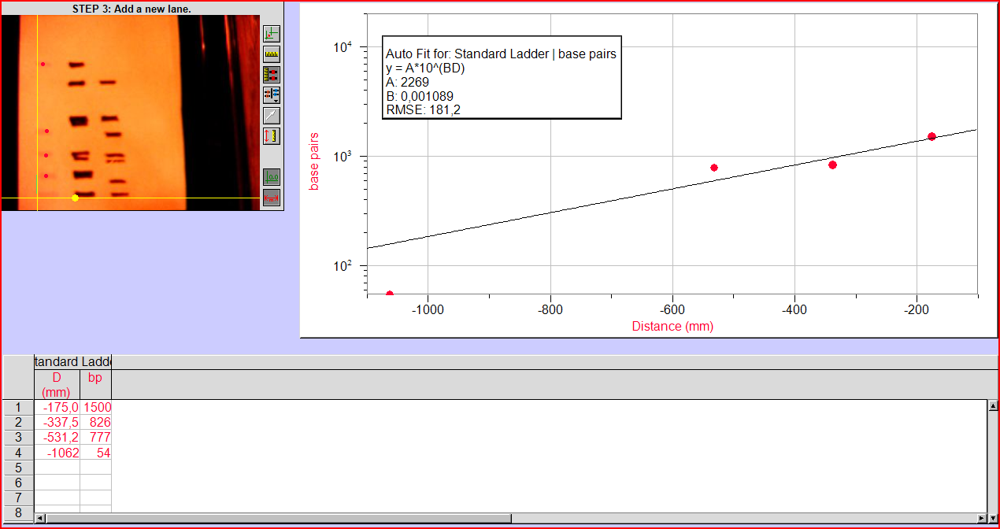 STEP 3: Add a new lane.
Auto Fit for: Standard Ladder | base pairs
y = A*10^(BD)
A: 2269
B: 0,001089
RMSE: 181,2
10^4
10^3
10^2
base pairs
-1000 -800 -600 -400 -200
Distance (mm)
tandard Ladde
D bp
(mm)
1 -175,0 1500
2 -337,5 826
3 -531,2 777
4 -1062 54
5
6
7
8